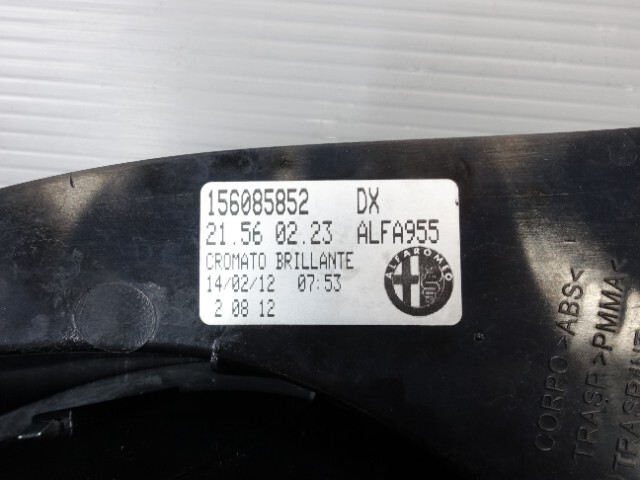 156085852 DX
21.56 02.23 ALFA955
CROMATO BRILLANTE
14/02/12 07:53
2 08 12
ALFA ROMEO
CORPO >ABS<
TRASP.>PMMA<